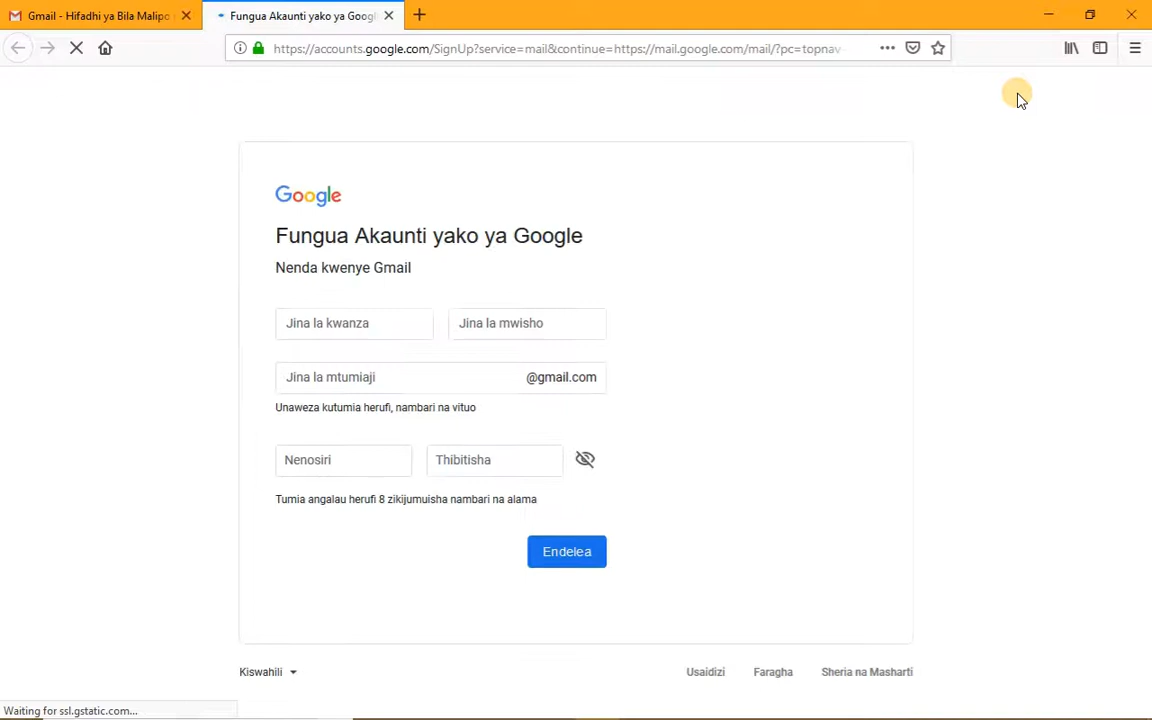 Gmail - Hifadhi ya Bila Malipo
Fungua Akaunti yako ya Googl
https://accounts.google.com/SignUp?service=mail&continue=https://mail.google.com/mail/?pc=topnav-
Google
Fungua Akaunti yako ya Google
Nenda kwenye Gmail
Jina la kwanza
Jina la mwisho
Jina la mtumiaji
@gmail.com
Unaweza kutumia herufi, nambari na vituo
Nenosiri
Thibitisha
Tumia angalau herufi 8 zikijumuisha nambari na alama
Endelea
Kiswahili
Usaidizi
Faragha
Sheria na Masharti
Waiting for ssl.gstatic.com...